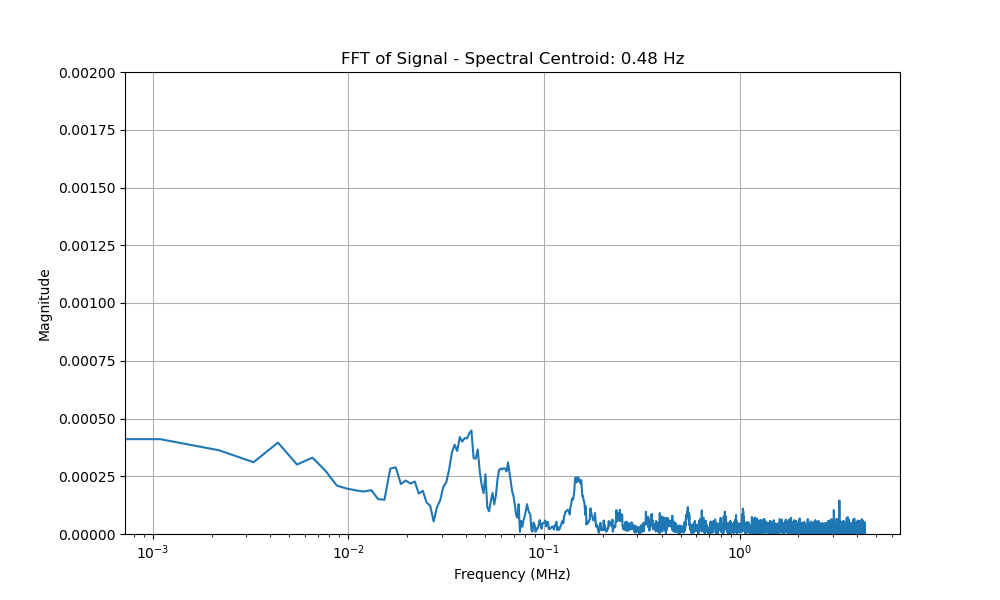 FFT of Signal - Spectral Centroid: 0.48 Hz
0.00200
0.00175
0.00150
0.00125
0.00100
0.00075
0.00050
0.00025
0.00000
Magnitude
10⁻³ 10⁻² 10⁻¹ 10⁰
Frequency (MHz)